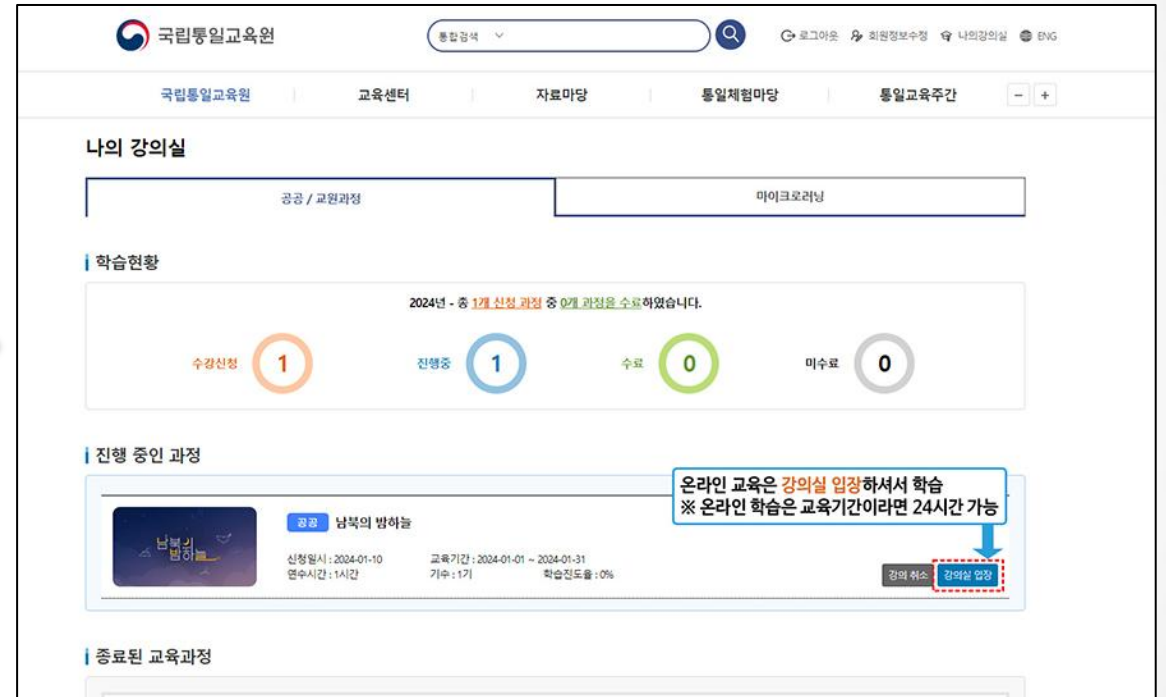 국립통일교육원
통합검색
로그아웃 회원정보수정 나의강의실 ENG
국립통일교육원 교육센터 자료마당 통일체험마당 통일교육주간 - +
나의 강의실
공공 / 교원과정 마이크로러닝
학습현황
2024년 - 총 1개 신청 과정 중 0개 과정을 수료하였습니다.
수강신청 1 진행중 1 수료 0 미수료 0
진행 중인 과정
온라인 교육은 강의실 입장하셔서 학습
※ 온라인 학습은 교육기간이라면 24시간 가능
남북의
밤하늘
공공 남북의 밤하늘
신청일시 : 2024-01-10 교육기간 : 2024-01-01 ~ 2024-01-31
연수시간 : 1시간 기수 : 1기 학습진도율 : 0%
강의 취소 강의실 입장
종료된 교육과정